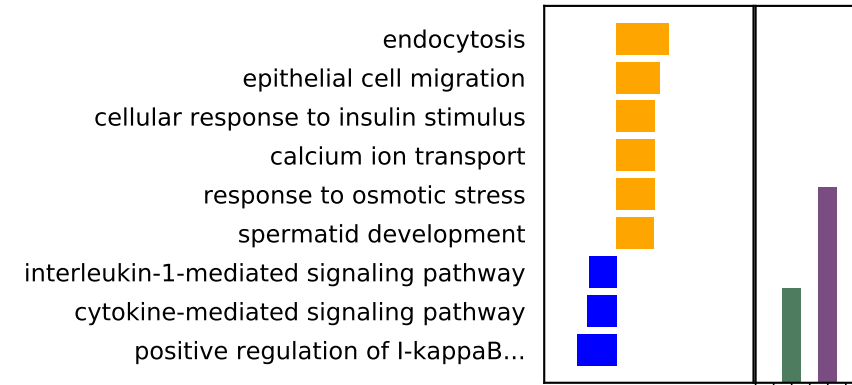 endocytosis
epithelial cell migration
cellular response to insulin stimulus
calcium ion transport
response to osmotic stress
spermatid development
interleukin-1-mediated signaling pathway
cytokine-mediated signaling pathway
positive regulation of I-kappaB...